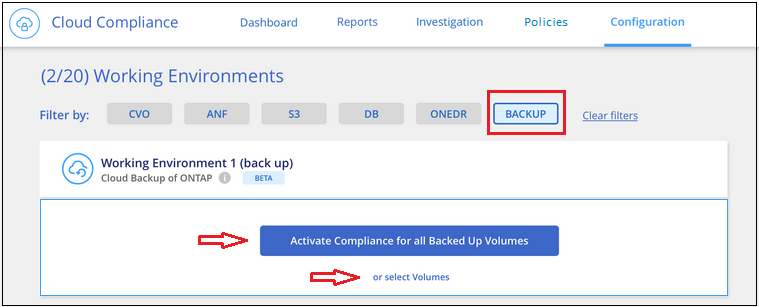 Cloud Compliance
Dashboard Reports Investigation Policies Configuration
(2/20) Working Environments
Filter by: CVO ANF S3 DB ONEDR BACKUP Clear filters
Working Environment 1 (back up)
Cloud Backup of ONTAP i BETA
Activate Compliance for all Backed Up Volumes
or select Volumes